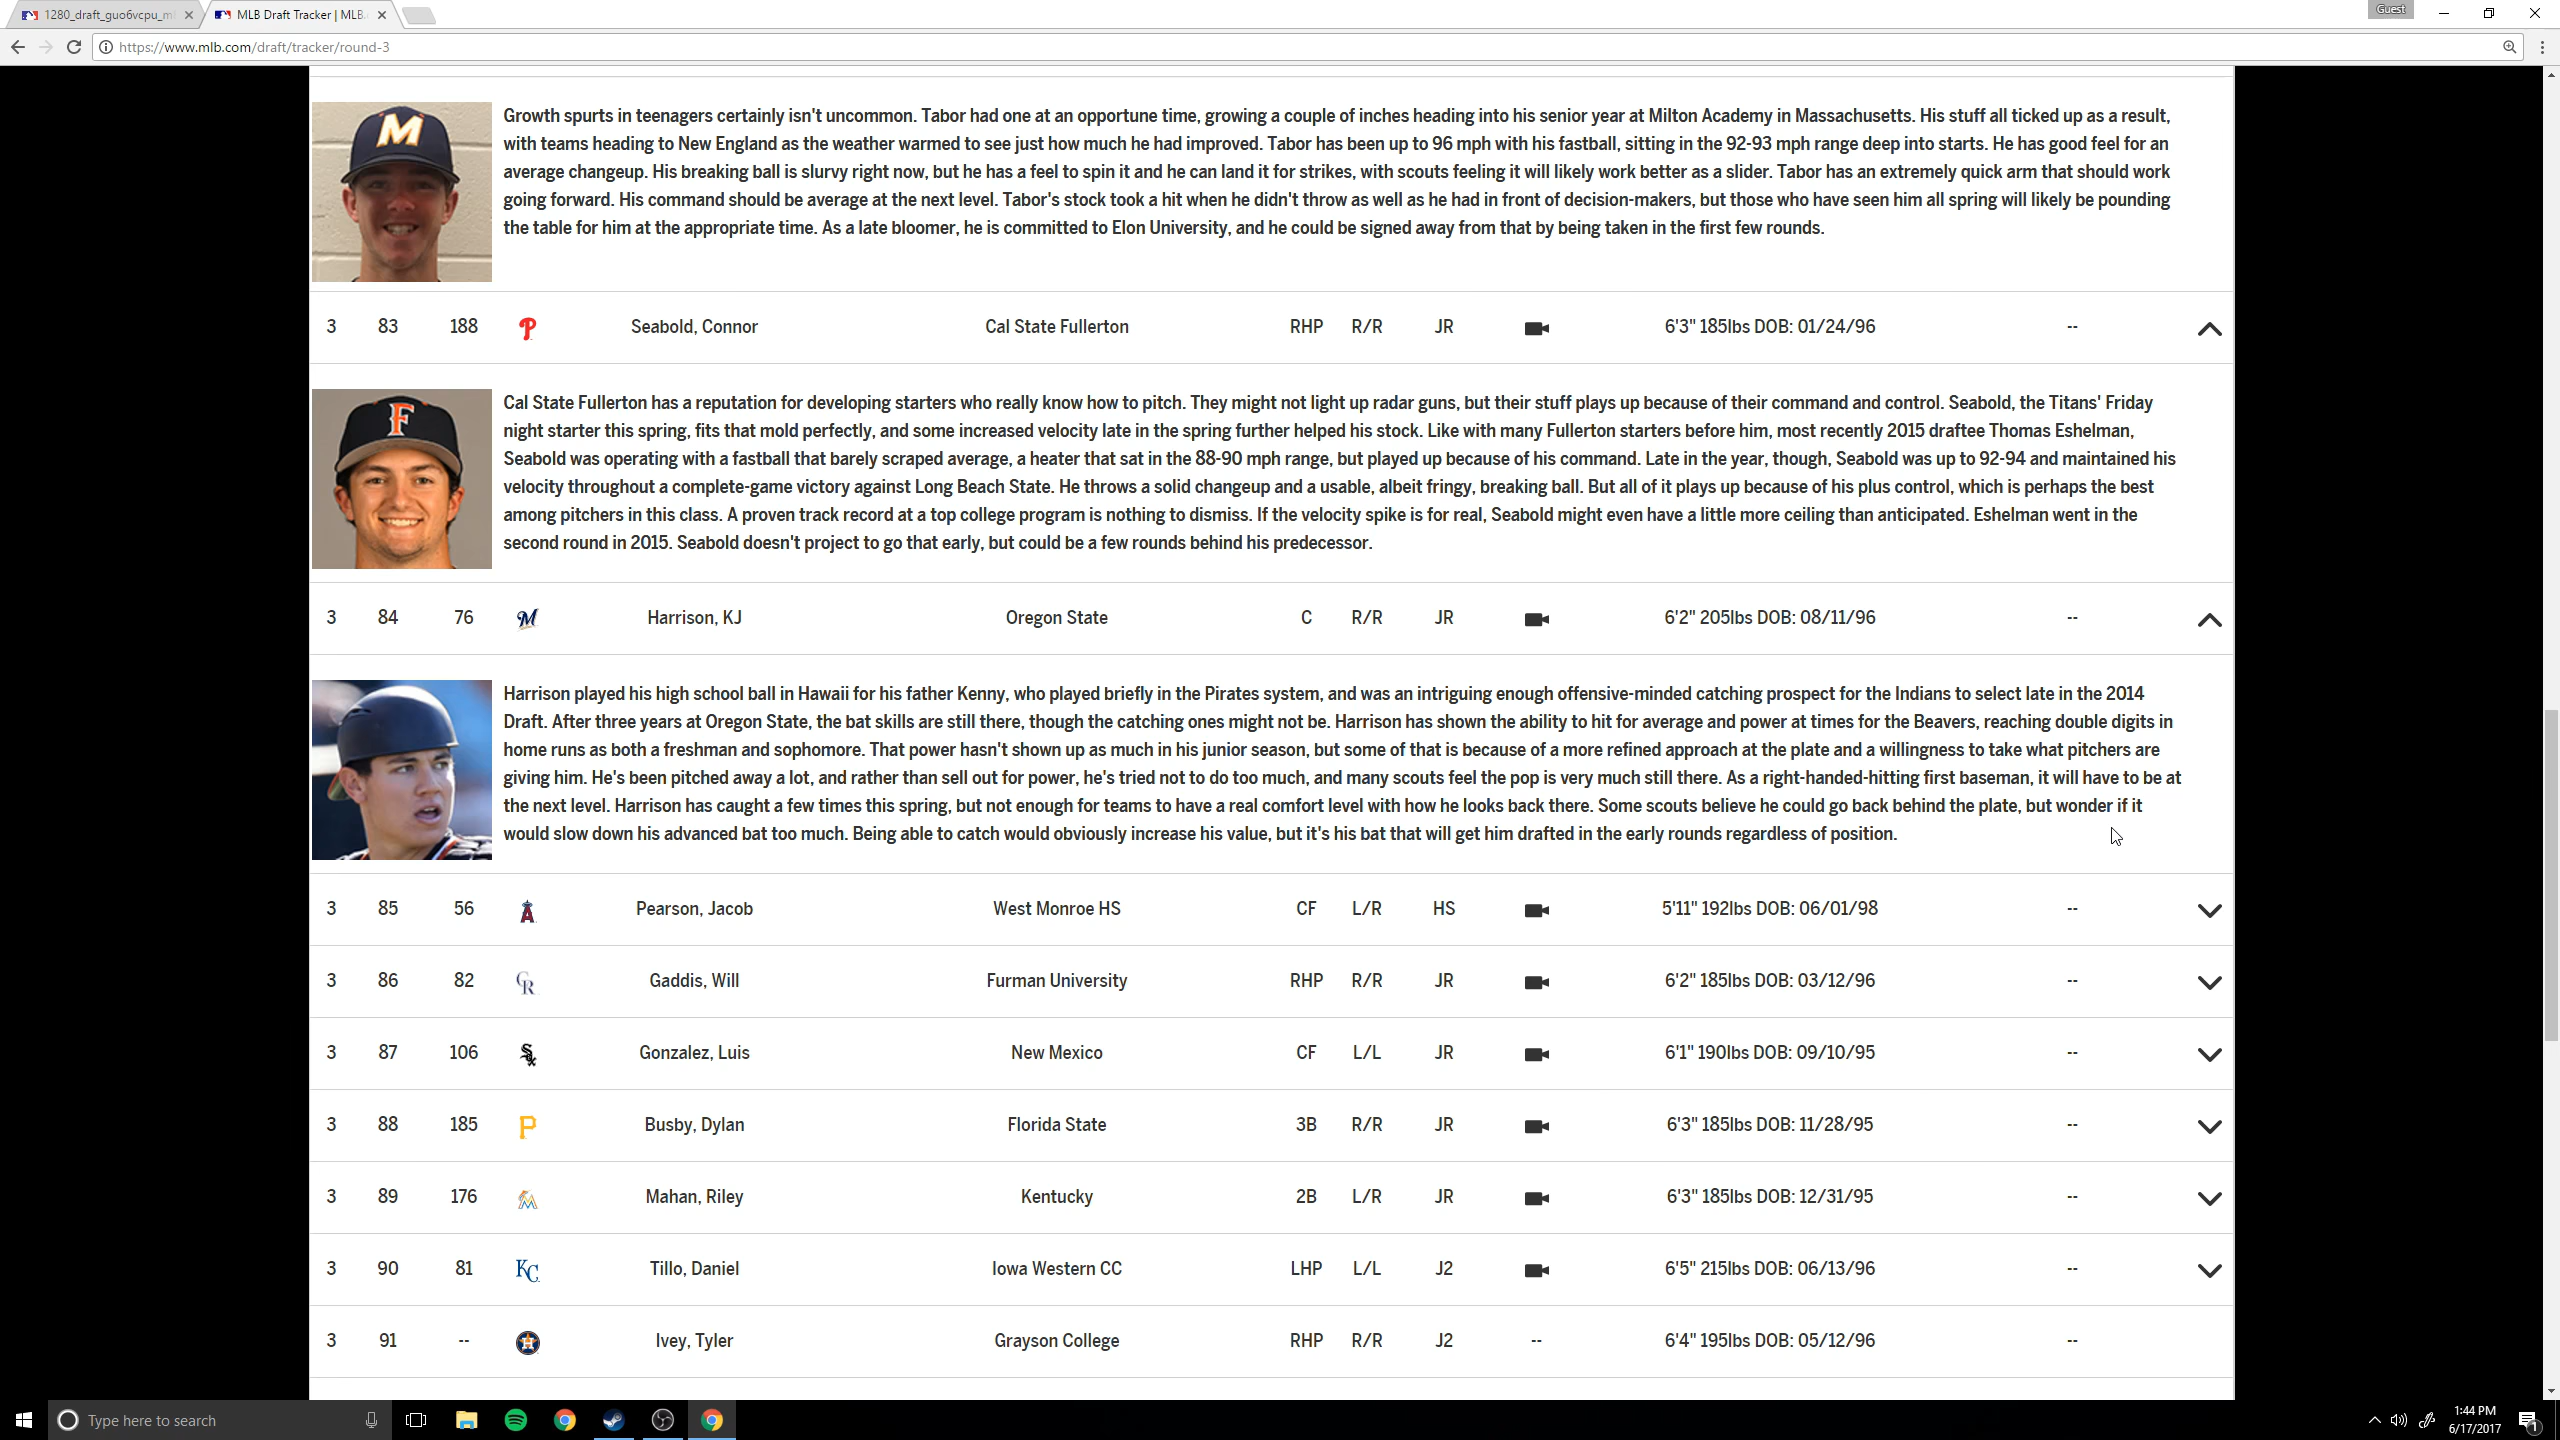 1280_draft_guo6vcpu_m
MLB Draft Tracker | MLB.
Guest
https://www.mlb.com/draft/tracker/round-3
M
Growth spurts in teenagers certainly isn't uncommon. Tabor had one at an opportune time, growing a couple of inches heading into his senior year at Milton Academy in Massachusetts. His stuff all ticked up as a result,
with teams heading to New England as the weather warmed to see just how much he had improved. Tabor has been up to 96 mph with his fastball, sitting in the 92-93 mph range deep into starts. He has good feel for an
average changeup. His breaking ball is slurvy right now, but he has a feel to spin it and he can land it for strikes, with scouts feeling it will likely work better as a slider. Tabor has an extremely quick arm that should work
going forward. His command should be average at the next level. Tabor's stock took a hit when he didn't throw as well as he had in front of decision-makers, but those who have seen him all spring will likely be pounding
the table for him at the appropriate time. As a late bloomer, he is committed to Elon University, and he could be signed away from that by being taken in the first few rounds.
3 83 188 P Seabold, Connor Cal State Fullerton RHP R/R JR 6'3" 185lbs DOB: 01/24/96 --
F
Cal State Fullerton has a reputation for developing starters who really know how to pitch. They might not light up radar guns, but their stuff plays up because of their command and control. Seabold, the Titans' Friday
night starter this spring, fits that mold perfectly, and some increased velocity late in the spring further helped his stock. Like with many Fullerton starters before him, most recently 2015 draftee Thomas Eshelman,
Seabold was operating with a fastball that barely scraped average, a heater that sat in the 88-90 mph range, but played up because of his command. Late in the year, though, Seabold was up to 92-94 and maintained his
velocity throughout a complete-game victory against Long Beach State. He throws a solid changeup and a usable, albeit fringy, breaking ball. But all of it plays up because of his plus control, which is perhaps the best
among pitchers in this class. A proven track record at a top college program is nothing to dismiss. If the velocity spike is for real, Seabold might even have a little more ceiling than anticipated. Eshelman went in the
second round in 2015. Seabold doesn't project to go that early, but could be a few rounds behind his predecessor.
3 84 76 M Harrison, KJ Oregon State C R/R JR 6'2" 205lbs DOB: 08/11/96 --
Harrison played his high school ball in Hawaii for his father Kenny, who played briefly in the Pirates system, and was an intriguing enough offensive-minded catching prospect for the Indians to select late in the 2014
Draft. After three years at Oregon State, the bat skills are still there, though the catching ones might not be. Harrison has shown the ability to hit for average and power at times for the Beavers, reaching double digits in
home runs as both a freshman and sophomore. That power hasn't shown up as much in his junior season, but some of that is because of a more refined approach at the plate and a willingness to take what pitchers are
giving him. He's been pitched away a lot, and rather than sell out for power, he's tried not to do too much, and many scouts feel the pop is very much still there. As a right-handed-hitting first baseman, it will have to be at
the next level. Harrison has caught a few times this spring, but not enough for teams to have a real comfort level with how he looks back there. Some scouts believe he could go back behind the plate, but wonder if it
would slow down his advanced bat too much. Being able to catch would obviously increase his value, but it's his bat that will get him drafted in the early rounds regardless of position.
3 85 56 A Pearson, Jacob West Monroe HS CF L/R HS 5'11" 192lbs DOB: 06/01/98 --
3 86 82 CR Gaddis, Will Furman University RHP R/R JR 6'2" 185lbs DOB: 03/12/96 --
3 87 106 Sox Gonzalez, Luis New Mexico CF L/L JR 6'1" 190lbs DOB: 09/10/95 --
3 88 185 P Busby, Dylan Florida State 3B R/R JR 6'3" 185lbs DOB: 11/28/95 --
3 89 176 M Mahan, Riley Kentucky 2B L/R JR 6'3" 185lbs DOB: 12/31/95 --
3 90 81 KC Tillo, Daniel Iowa Western CC LHP L/L J2 6'5" 215lbs DOB: 06/13/96 --
3 91 -- H Ivey, Tyler Grayson College RHP R/R J2 -- 6'4" 195lbs DOB: 05/12/96 --
Type here to search
1:44 PM
6/17/2017
1